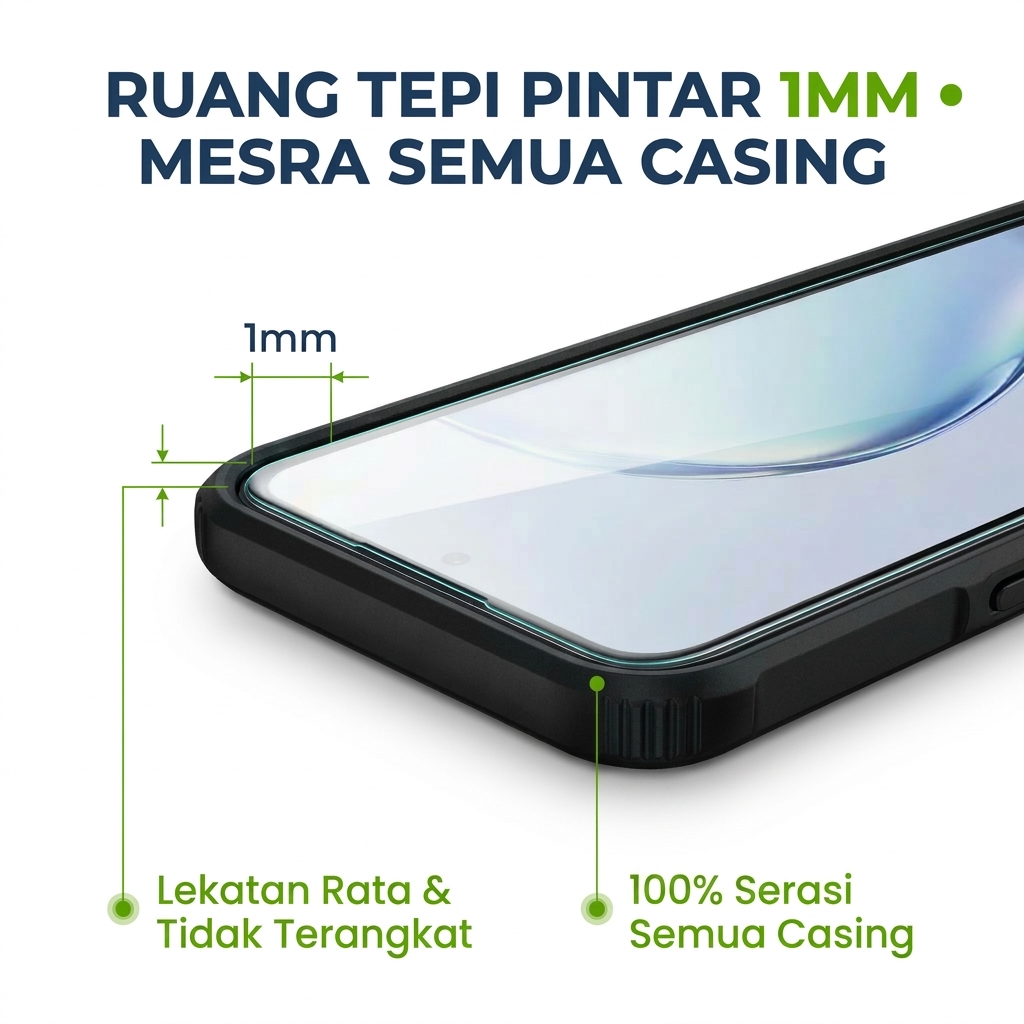 RUANG TEPI PINTAR 1MM •
MESRA SEMUA CASING
1mm
Lekatan Rata &
Tidak Terangkat
100% Serasi
Semua Casing